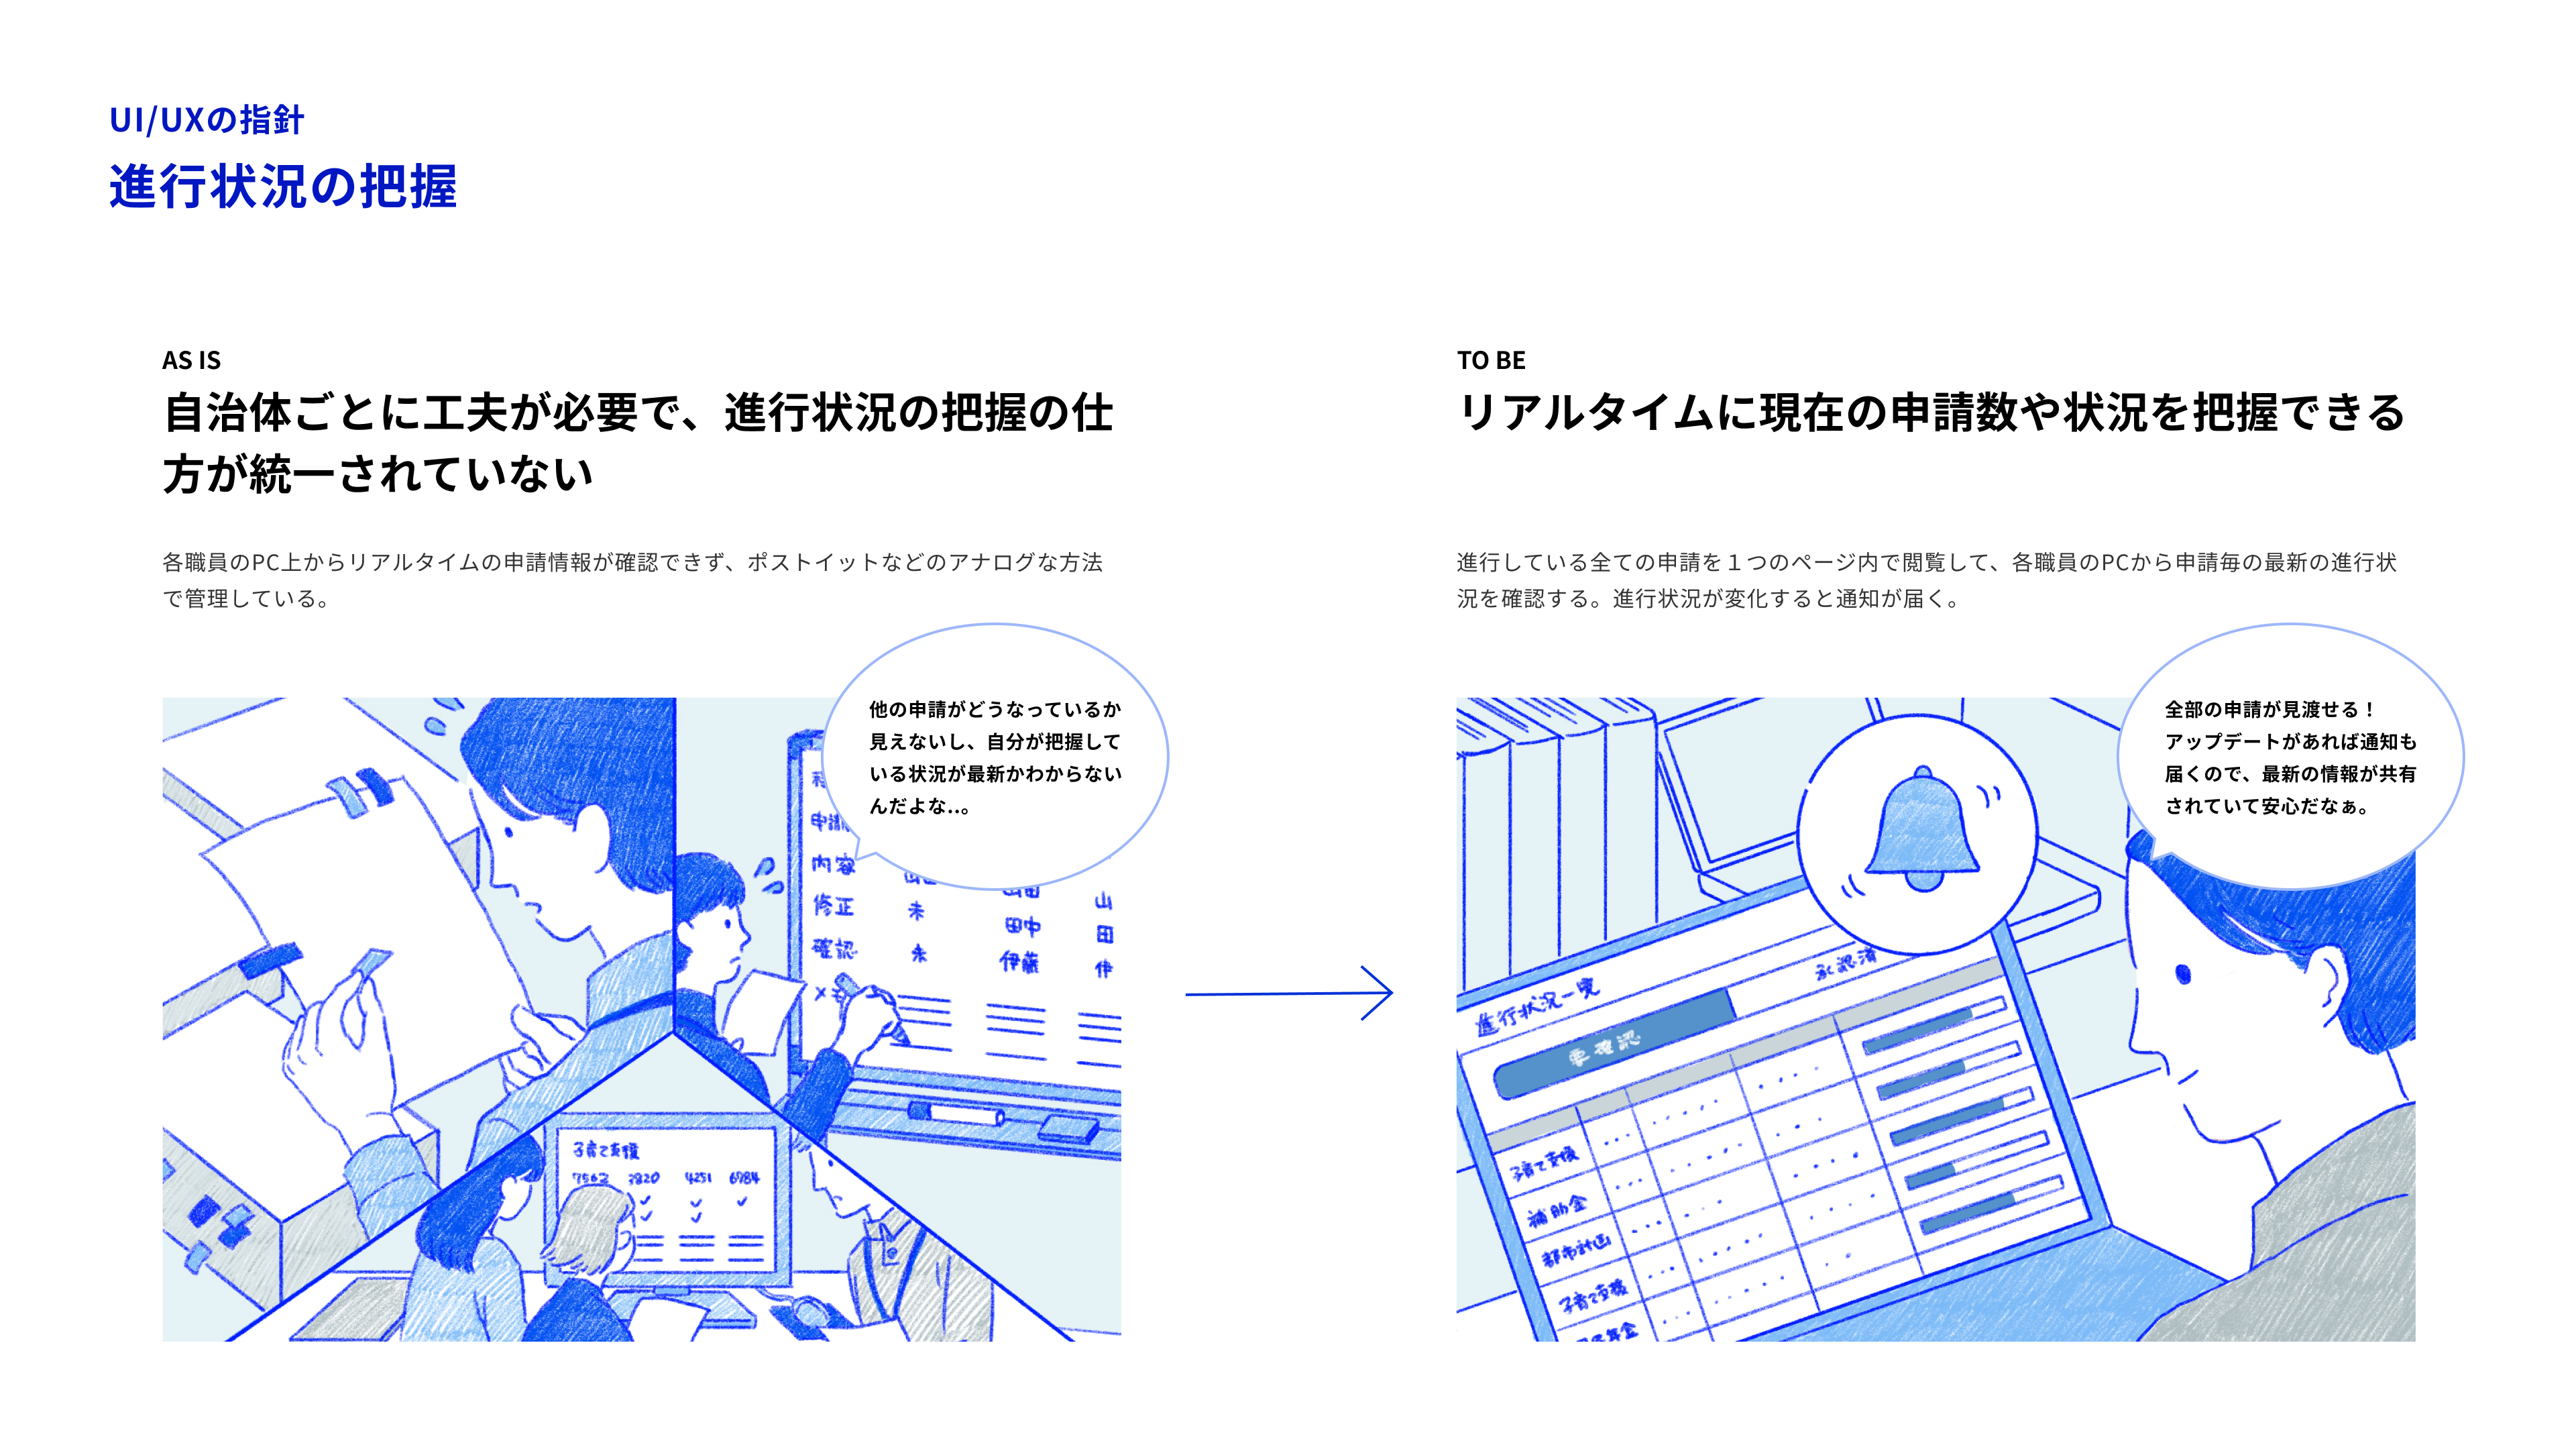 UI/UXの指針
進行状況の把握
AS IS
自治体ごとに工夫が必要で、進行状況の把握の仕
方が統一されていない
各職員のPC上からリアルタイムの申請情報が確認できず、ポストイットなどのアナログな方法
で管理している。
他の申請がどうなっているか
見えないし、自分が把握して
いる状況が最新かわからない
んだよな…。
内容
修正 未 田中 田
確認 未 伊藤 伊
山
子育て支援
7562 3820 4251 6984
TO BE
リアルタイムに現在の申請数や状況を把握できる
進行している全ての申請を１つのページ内で閲覧して、各職員のPCから申請毎の最新の進行状
況を確認する。進行状況が変化すると通知が届く。
全部の申請が見渡せる！
アップデートがあれば通知も
届くので、最新の情報が共有
されていて安心だなぁ。
進行状況一覧
要確認
承認済
子育て支援
補助金
都市計画
子育て支援